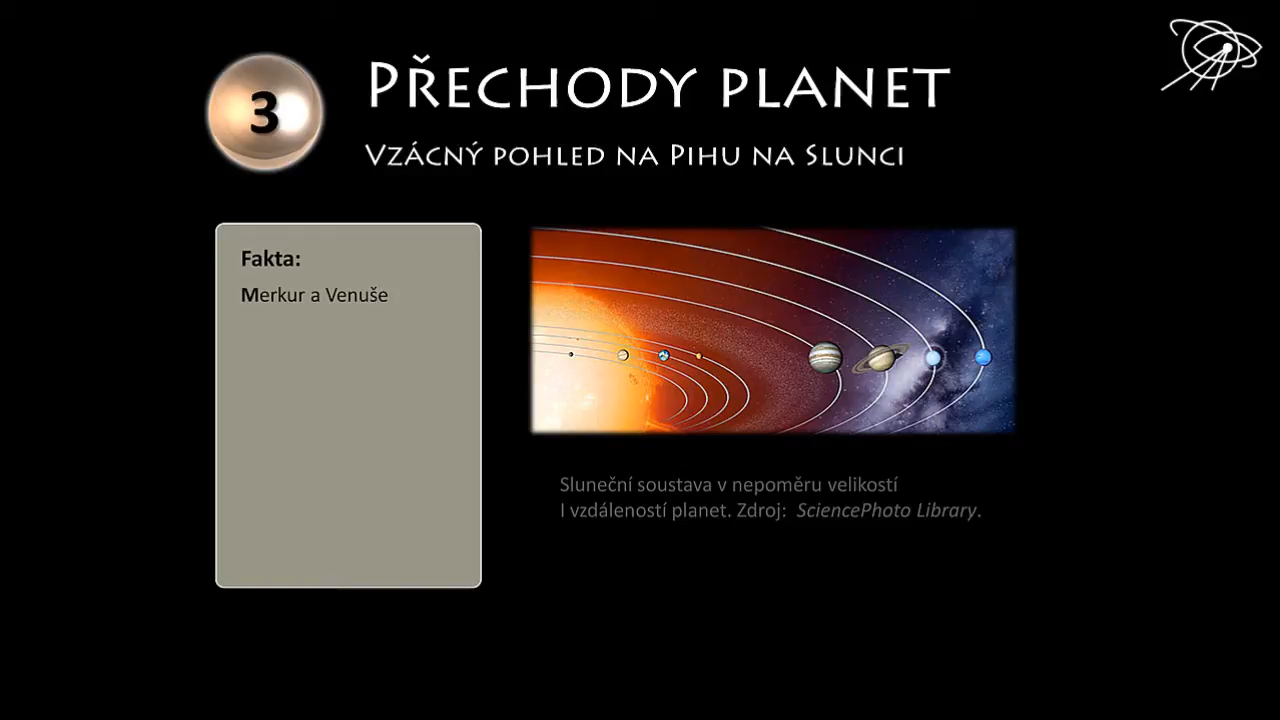 3
PŘECHODY PLANET
VZÁCNÝ POHLED NA PIHU NA SLUNCI
Fakta:
Merkur a Venuše
Sluneční soustava v nepoměru velikostí
I vzdáleností planet. Zdroj: SciencePhoto Library.